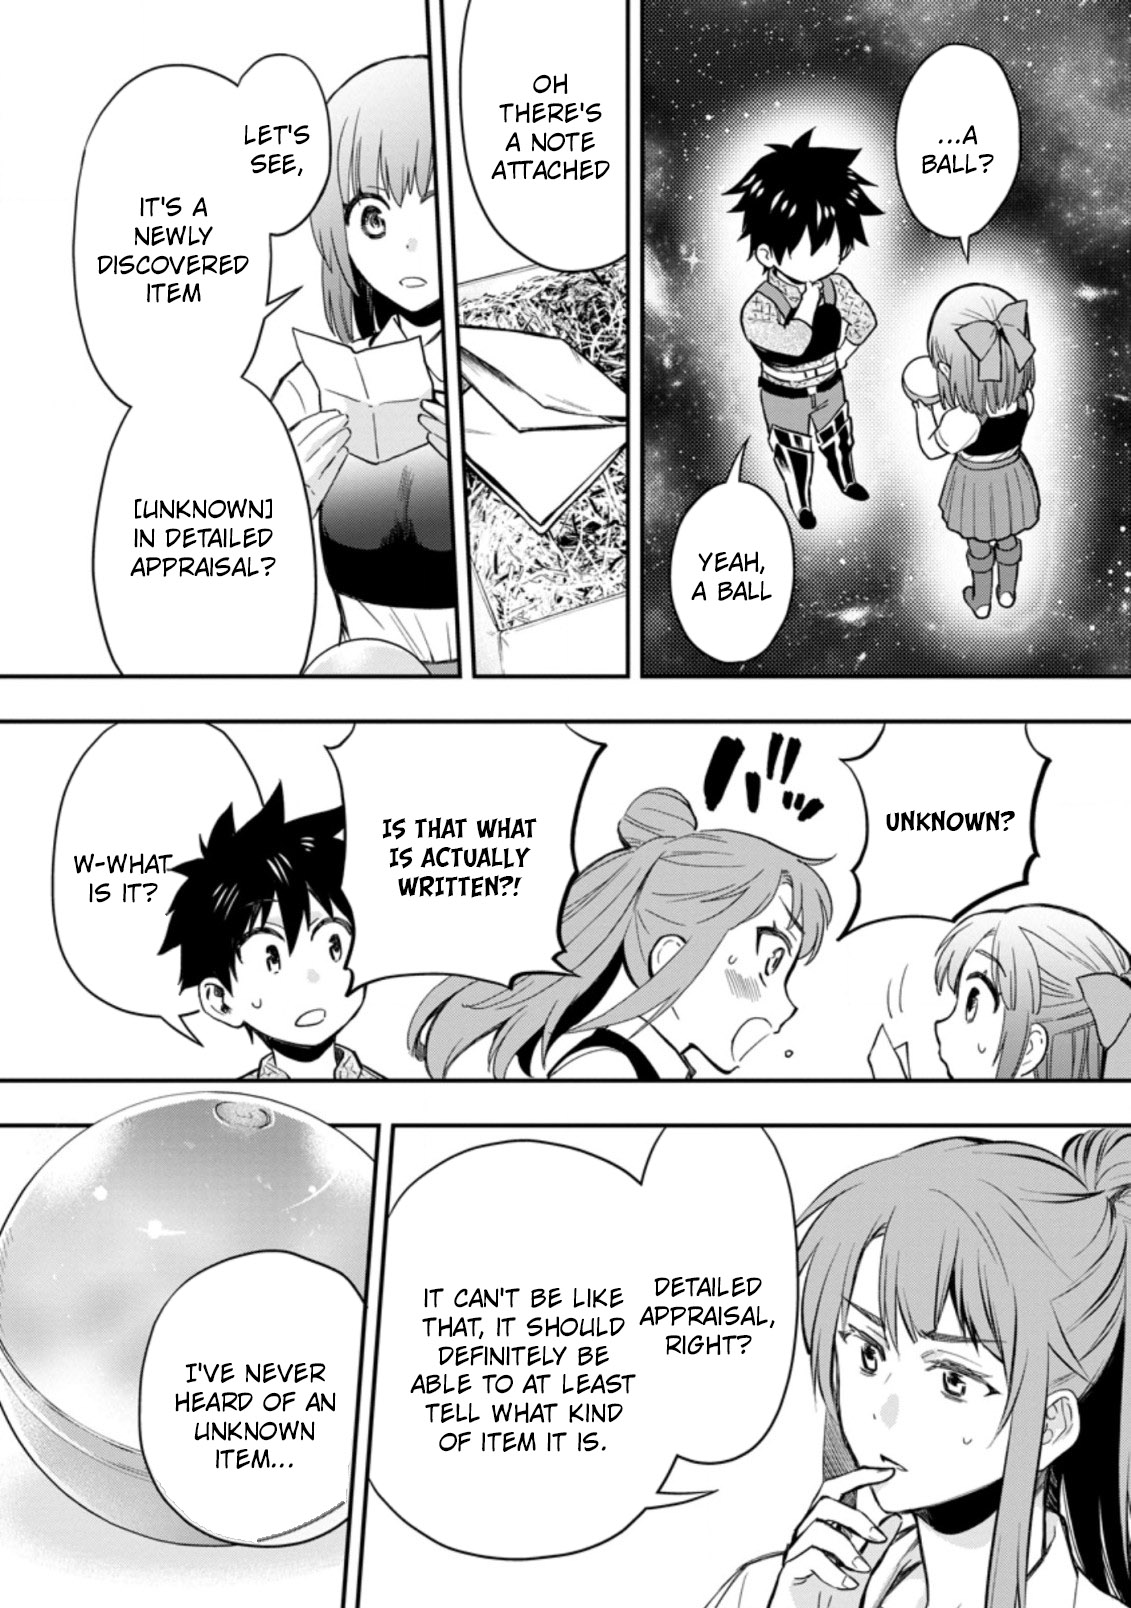 ...A
BALL?
YEAH,
A BALL
OH
THERE'S
A NOTE
ATTACHED
LET'S
SEE,
IT'S A
NEWLY
DISCOVERED
ITEM
[UNKNOWN]
IN DETAILED
APPRAISAL?
UNKNOWN?
IS THAT WHAT
IS ACTUALLY
WRITTEN?!
W-WHAT
IS IT?
DETAILED
APPRAISAL,
RIGHT?
IT CAN'T BE LIKE
THAT, IT SHOULD
DEFINITELY BE
ABLE TO AT LEAST
TELL WHAT KIND
OF ITEM IT IS.
I'VE NEVER
HEARD OF AN
UNKNOWN
ITEM...